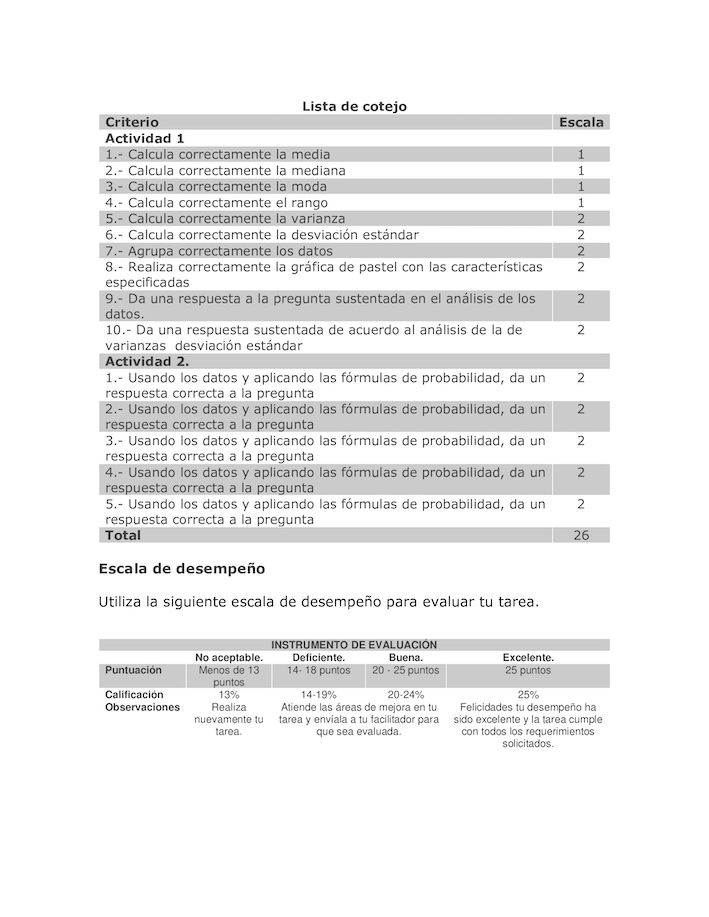 Lista de cotejo
Criterio Escala
Actividad 1
1.- Calcula correctamente la media 1
2.- Calcula correctamente la mediana 1
3.- Calcula correctamente la moda 1
4.- Calcula correctamente el rango 1
5.- Calcula correctamente la varianza 2
6.- Calcula correctamente la desviación estándar 2
7.- Agrupa correctamente los datos 2
8.- Realiza correctamente la gráfica de pastel con las características 2
especificadas
9.- Da una respuesta a la pregunta sustentada en el análisis de los 2
datos.
10.- Da una respuesta sustentada de acuerdo al análisis de la de 2
varianzas desviación estándar
Actividad 2.
1.- Usando los datos y aplicando las fórmulas de probabilidad, da un 2
respuesta correcta a la pregunta
2.- Usando los datos y aplicando las fórmulas de probabilidad, da un 2
respuesta correcta a la pregunta
3.- Usando los datos y aplicando las fórmulas de probabilidad, da un 2
respuesta correcta a la pregunta
4.- Usando los datos y aplicando las fórmulas de probabilidad, da un 2
respuesta correcta a la pregunta
5.- Usando los datos y aplicando las fórmulas de probabilidad, da un 2
respuesta correcta a la pregunta
Total 26
Escala de desempeño
Utiliza la siguiente escala de desempeño para evaluar tu tarea.
INSTRUMENTO DE EVALUACIÓN
No aceptable. Deficiente. Buena. Excelente.
Puntuación Menos de 13 14- 18 puntos 20 - 25 puntos 25 puntos
puntos
Calificación 13% 14-19% 20-24% 25%
Observaciones Realiza Atiende las áreas de mejora en tu Felicidades tu desempeño ha
nuevamente tu tarea y envíala a tu facilitador para sido excelente y la tarea cumple
tarea. que sea evaluada. con todos los requerimientos
solicitados.